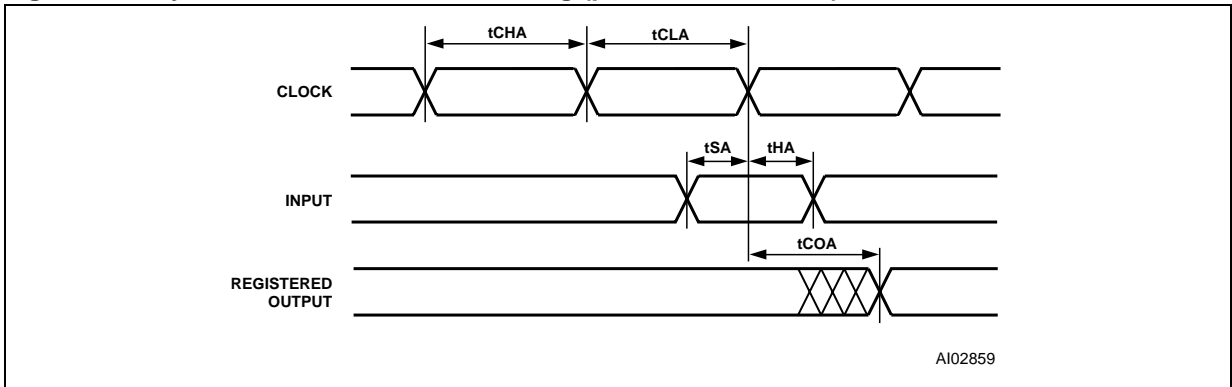 tCHA tCLA
CLOCK
tSA tHA
INPUT
tCOA
REGISTERED
OUTPUT
AI02859